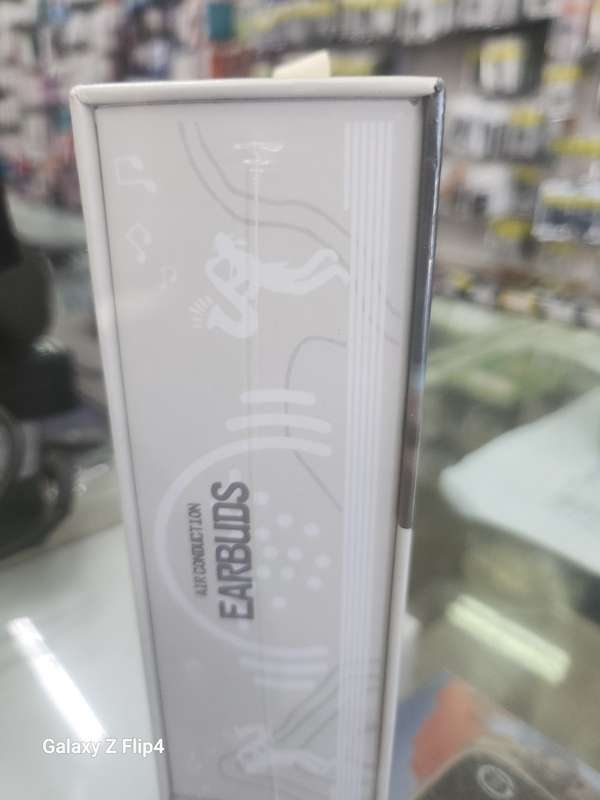 AIR CONDUCTION
EARBUDS
Galaxy Z Flip4